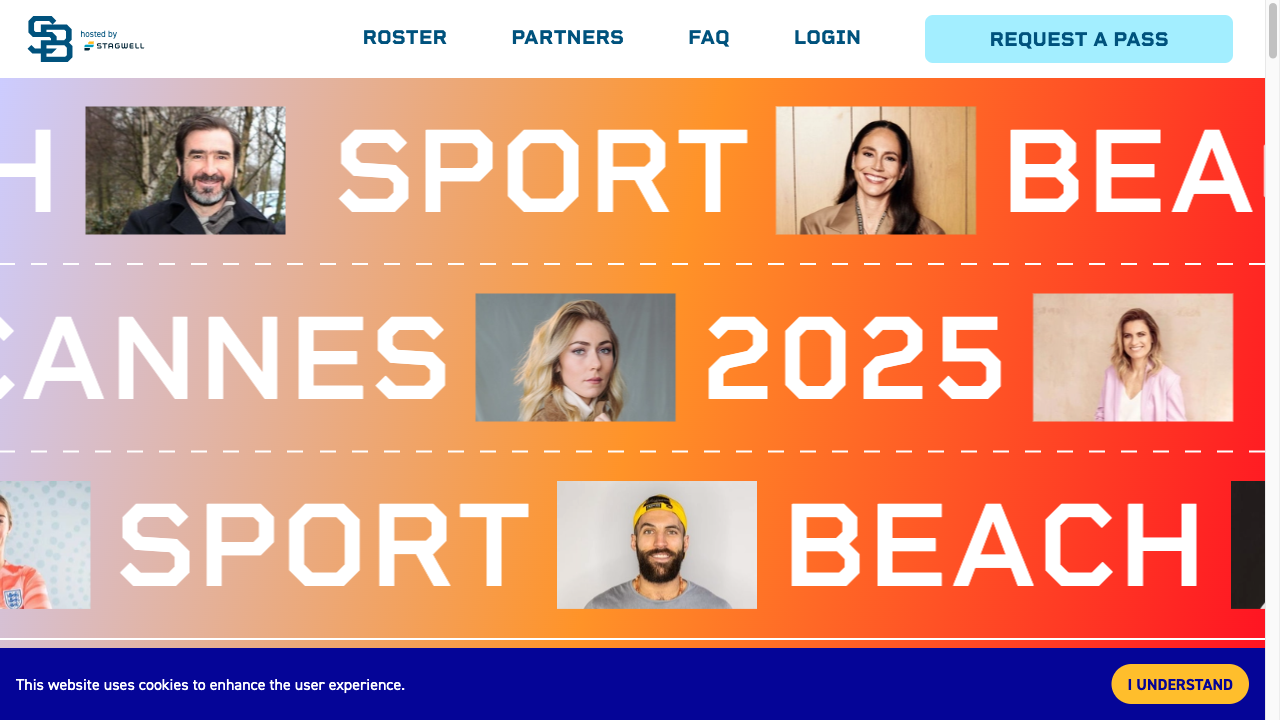 SB
hosted by
STAGWELL
ROSTER PARTNERS FAQ LOGIN REQUEST A PASS
H SPORT BEA
CANNES 2025
SPORT BEACH
This website uses cookies to enhance the user experience.
I UNDERSTAND